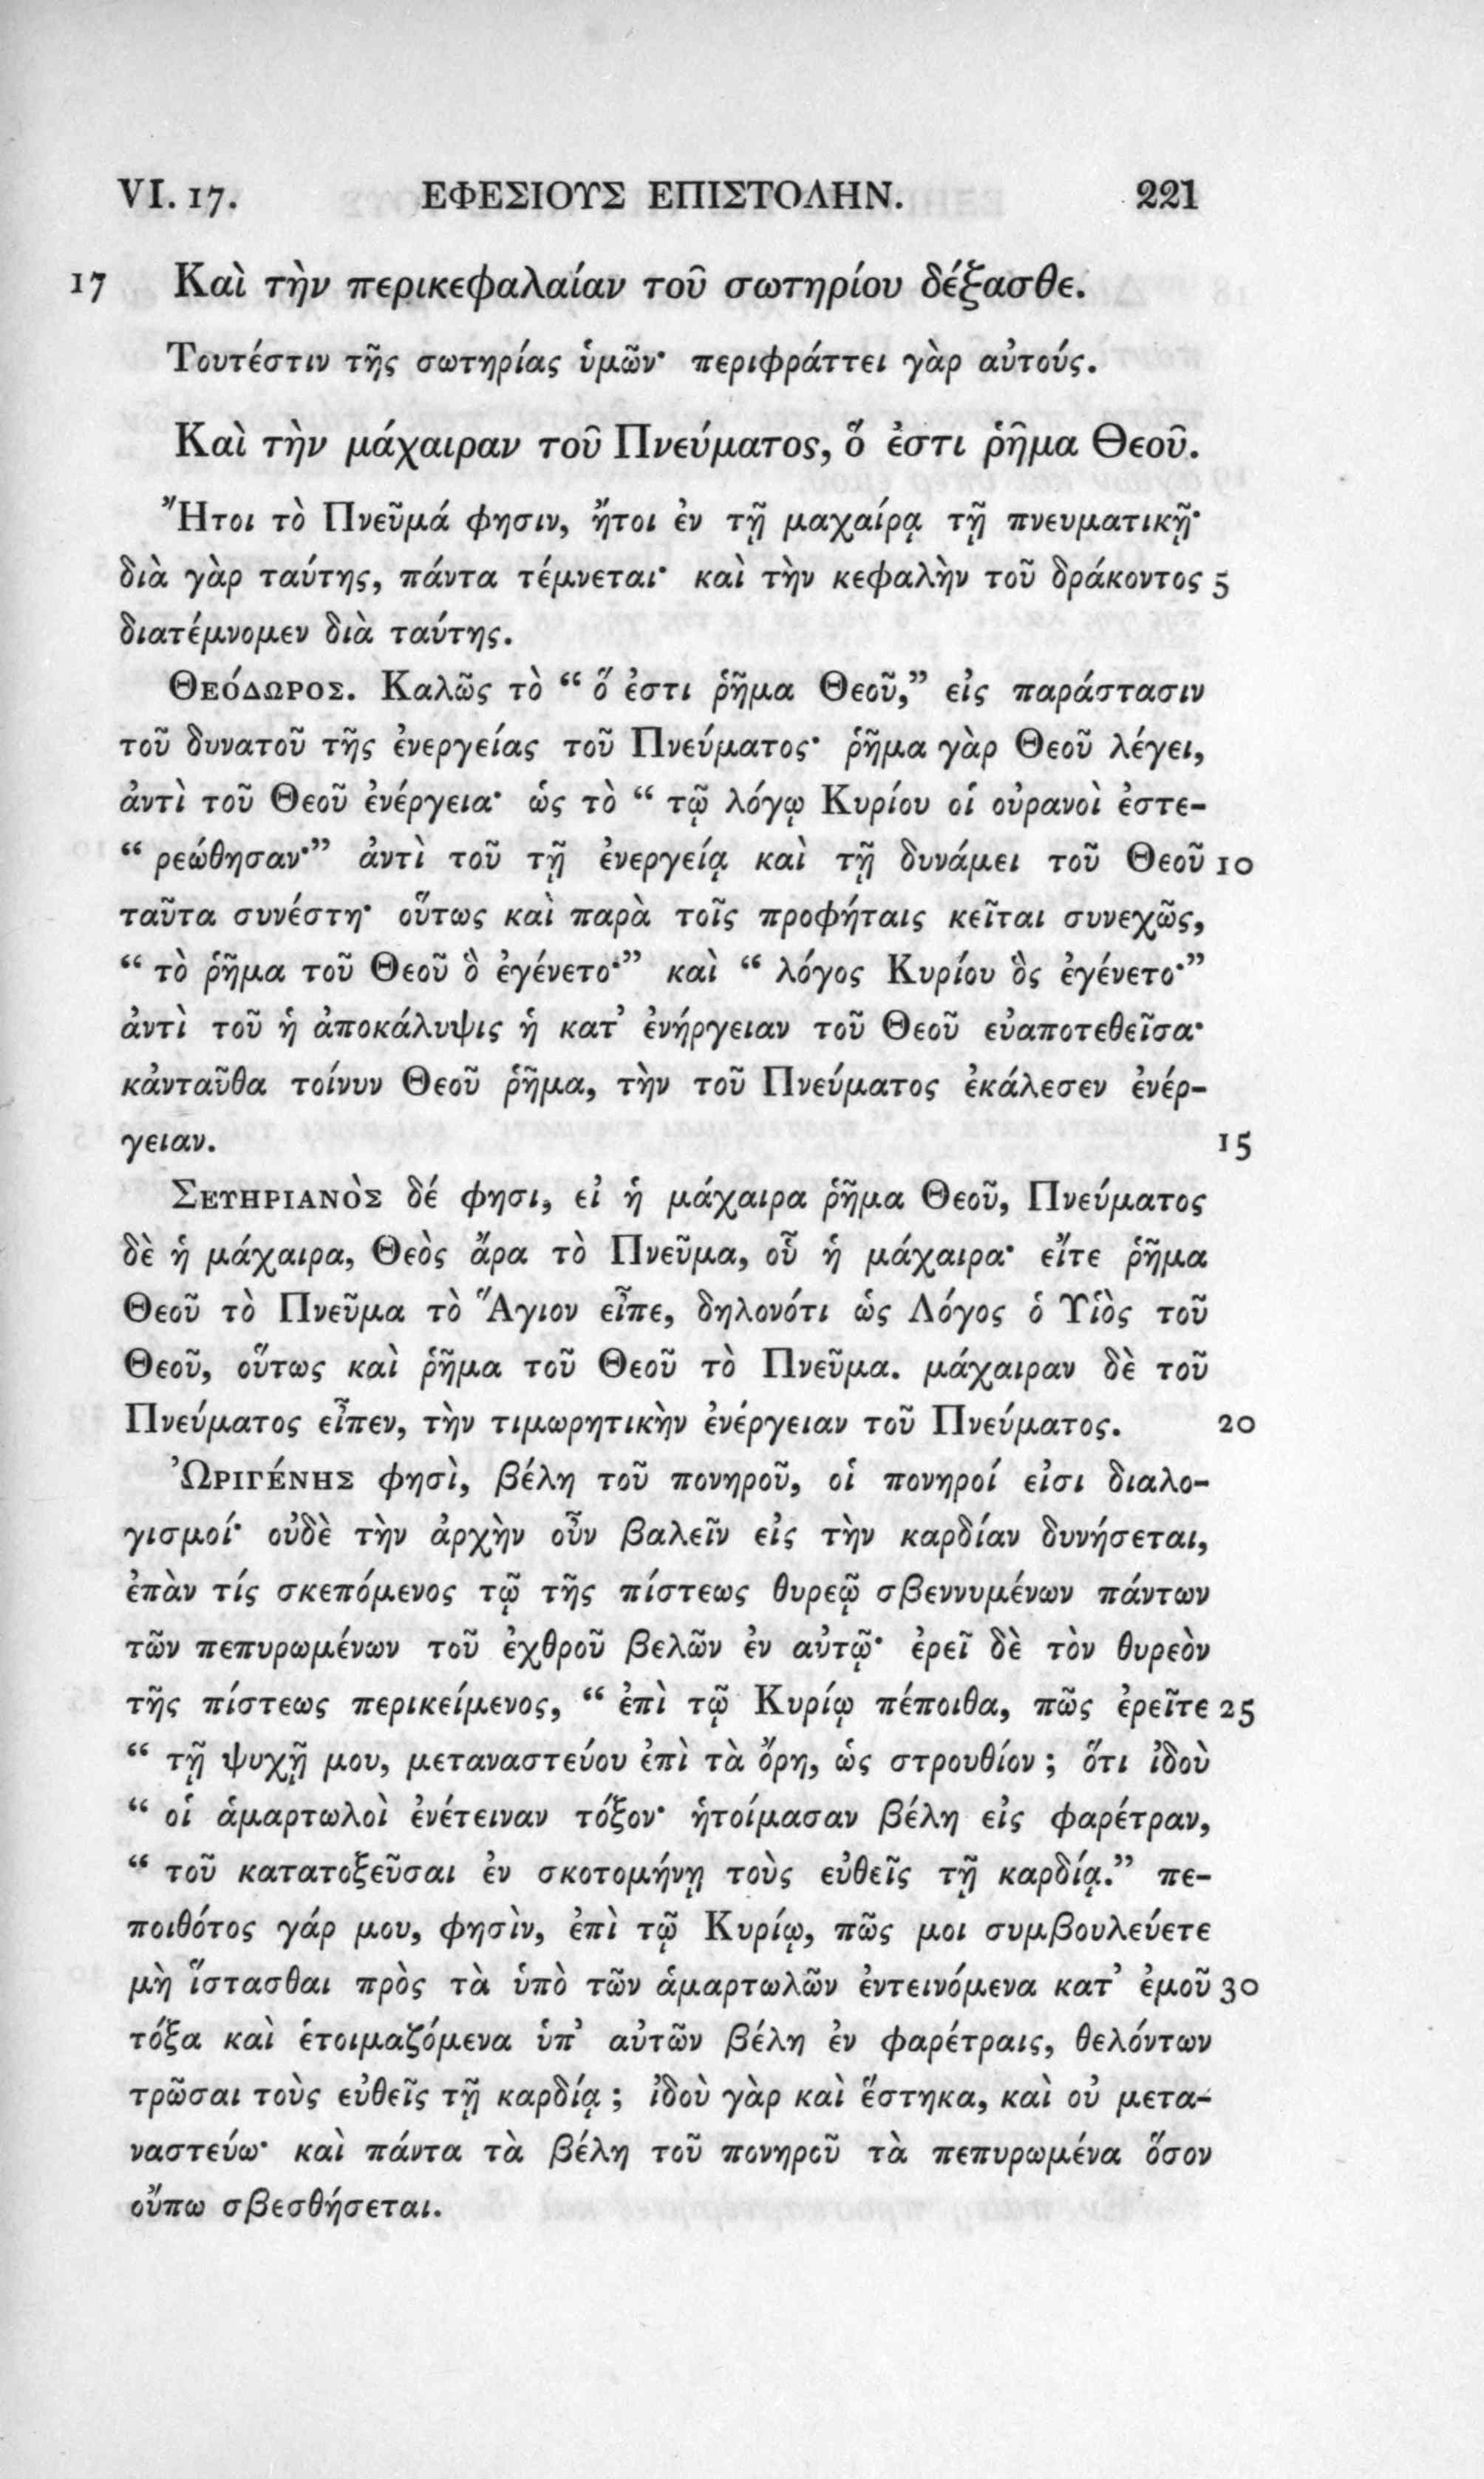 VI. 17. ΕΦΕΣΙΟΥΣ ΕΠΙΣΤΟΛΗΝ. 221
17 Καὶ τὴν περικεφαλαίαν τοῦ σωτηρίου δέξασθε.
Τουτέστιν τῆς σωτηρίας ὑμῶν· περιφράττει γὰρ αὐτούς.
Καὶ τὴν μάχαιραν τοῦ Πνεύματος, ὅ ἐστι ῥῆμα Θεοῦ.
Ἤτοι τὸ Πνεῦμά φησιν, ἤτοι ἐν τῇ μαχαίρᾳ τῇ πνευματικῇ·
διὰ γὰρ ταύτης, πάντα τέμνεται· καὶ τὴν κεφαλὴν τοῦ δράκοντος 5
διατέμνομεν διὰ ταύτης.
Θεόδωρος. Καλῶς τὸ “ ὅ ἐστι ῥῆμα Θεοῦ,” εἰς παράστασιν
τοῦ δυνατοῦ τῆς ἐνεργείας τοῦ Πνεύματος· ῥῆμα γὰρ Θεοῦ λέγει,
ἀντὶ τοῦ Θεοῦ ἐνέργεια· ὡς τὸ “ τῷ λόγῳ Κυρίου οἱ οὐρανοὶ ἐστε-
“ ρεώθησαν·” ἀντὶ τοῦ τῇ ἐνεργείᾳ καὶ τῇ δυνάμει τοῦ Θεοῦ 10
ταῦτα συνέστη· οὕτως καὶ παρὰ τοῖς προφήταις κεῖται συνεχῶς,
“ τὸ ῥῆμα τοῦ Θεοῦ ὃ ἐγένετο·” καὶ “ λόγος Κυρίου ὃς ἐγένετο·”
ἀντὶ τοῦ ἡ ἀποκάλυψις ἡ κατ’ ἐνήργειαν τοῦ Θεοῦ εὐαποτεθεῖσα·
κἀνταῦθα τοίνυν Θεοῦ ῥῆμα, τὴν τοῦ Πνεύματος ἐκάλεσεν ἐνέρ-
γειαν. 15
Σευηριανὸς δέ φησι, εἰ ἡ μάχαιρα ῥῆμα Θεοῦ, Πνεύματος
δὲ ἡ μάχαιρα, Θεὸς ἄρα τὸ Πνεῦμα, οὗ ἡ μάχαιρα· εἴτε ῥῆμα
Θεοῦ τὸ Πνεῦμα τὸ Ἅγιον εἶπε, δηλονότι ὡς Λόγος ὁ Υἱὸς τοῦ
Θεοῦ, οὕτως καὶ ῥῆμα τοῦ Θεοῦ τὸ Πνεῦμα. μάχαιραν δὲ τοῦ
Πνεύματος εἶπεν, τὴν τιμωρητικὴν ἐνέργειαν τοῦ Πνεύματος. 20
Ὠριγένης φησὶ, βέλη τοῦ πονηροῦ, οἱ πονηροί εἰσι διαλο-
γισμοί· οὐδὲ τὴν ἀρχὴν οὖν βαλεῖν εἰς τὴν καρδίαν δυνήσεται,
ἐπὰν τίς σκεπόμενος τῷ τῆς πίστεως θυρεῷ σβεννυμένων πάντων
τῶν πεπυρωμένων τοῦ ἐχθροῦ βελῶν ἐν αὐτῷ· ἐρεῖ δὲ τὸν θυρεὸν
τῆς πίστεως περικείμενος, “ ἐπὶ τῷ Κυρίῳ πέποιθα, πῶς ἐρεῖτε 25
“ τῇ ψυχῇ μου, μεταναστεύου ἐπὶ τὰ ὄρη, ὡς στρουθίον ; ὅτι ἰδοὺ
“ οἱ ἁμαρτωλοὶ ἐνέτειναν τόξον· ἡτοίμασαν βέλη εἰς φαρέτραν,
“ τοῦ κατατοξεῦσαι ἐν σκοτομήνῃ τοὺς εὐθεῖς τῇ καρδίᾳ.” πε-
ποιθότος γάρ μου, φησὶν, ἐπὶ τῷ Κυρίῳ, πῶς μοι συμβουλεύετε
μὴ ἵστασθαι πρὸς τὰ ὑπὸ τῶν ἁμαρτωλῶν ἐντεινόμενα κατ’ ἐμοῦ 30
τόξα καὶ ἑτοιμαζόμενα ὑπ’ αὐτῶν βέλη ἐν φαρέτραις, θελόντων
τρῶσαι τοὺς εὐθεῖς τῇ καρδίᾳ ; ἰδοὺ γὰρ καὶ ἕστηκα, καὶ οὐ μετα-
ναστεύω· καὶ πάντα τὰ βέλη τοῦ πονηροῦ τὰ πεπυρωμένα ὅσον
οὔπω σβεσθήσεται.